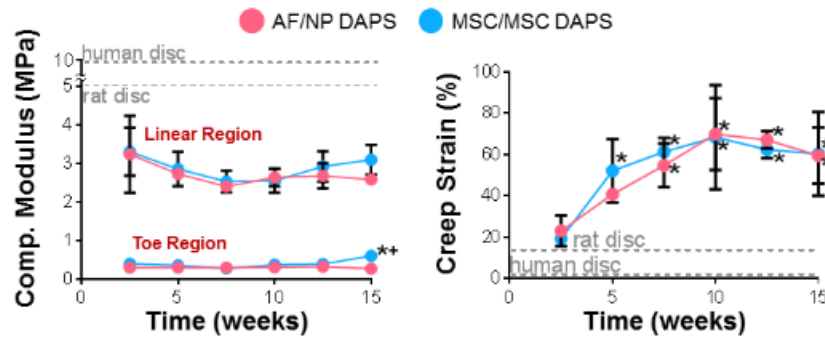 AF/NP DAPS MSC/MSC DAPS
Comp. Modulus (MPa)
10
5
4
3
2
1
0
human disc
rat disc
Linear Region
Toe Region
*+
0 5 10 15
Time (weeks)
Creep Strain (%)
100
80
60
40
20
0
* * * * * * * * *
rat disc
human disc
0 5 10 15
Time (weeks)